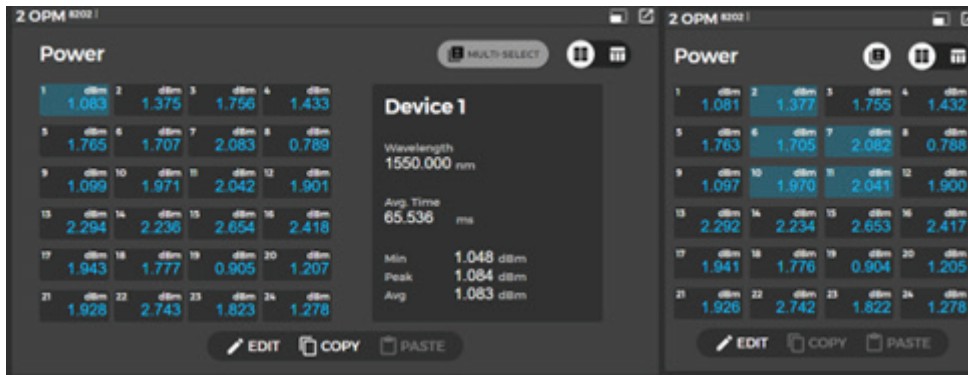 2 OPM 8202 |
Power
MULTI-SELECT
1 dBm 2 dBm 3 dBm 4 dBm
1.083 1.375 1.756 1.433
5 dBm 6 dBm 7 dBm 8 dBm
1.765 1.707 2.083 0.789
9 dBm 10 dBm 11 dBm 12 dBm
1.099 1.971 2.042 1.901
13 dBm 14 dBm 15 dBm 16 dBm
2.294 2.236 2.654 2.418
17 dBm 18 dBm 19 dBm 20 dBm
1.943 1.777 0.905 1.207
21 dBm 22 dBm 23 dBm 24 dBm
1.928 2.743 1.823 1.278
Device 1
Wavelength
1550.000 nm
Avg. Time
65.536 ms
Min 1.048 dBm
Peak 1.084 dBm
Avg 1.083 dBm
EDIT COPY PASTE
2 OPM 8202 |
Power
1 dBm 2 dBm 3 dBm 4 dBm
1.081 1.377 1.755 1.432
5 dBm 6 dBm 7 dBm 8 dBm
1.763 1.705 2.082 0.788
9 dBm 10 dBm 11 dBm 12 dBm
1.097 1.970 2.041 1.900
13 dBm 14 dBm 15 dBm 16 dBm
2.292 2.234 2.653 2.417
17 dBm 18 dBm 19 dBm 20 dBm
1.941 1.776 0.904 1.205
21 dBm 22 dBm 23 dBm 24 dBm
1.926 2.742 1.822 1.278
EDIT COPY PASTE